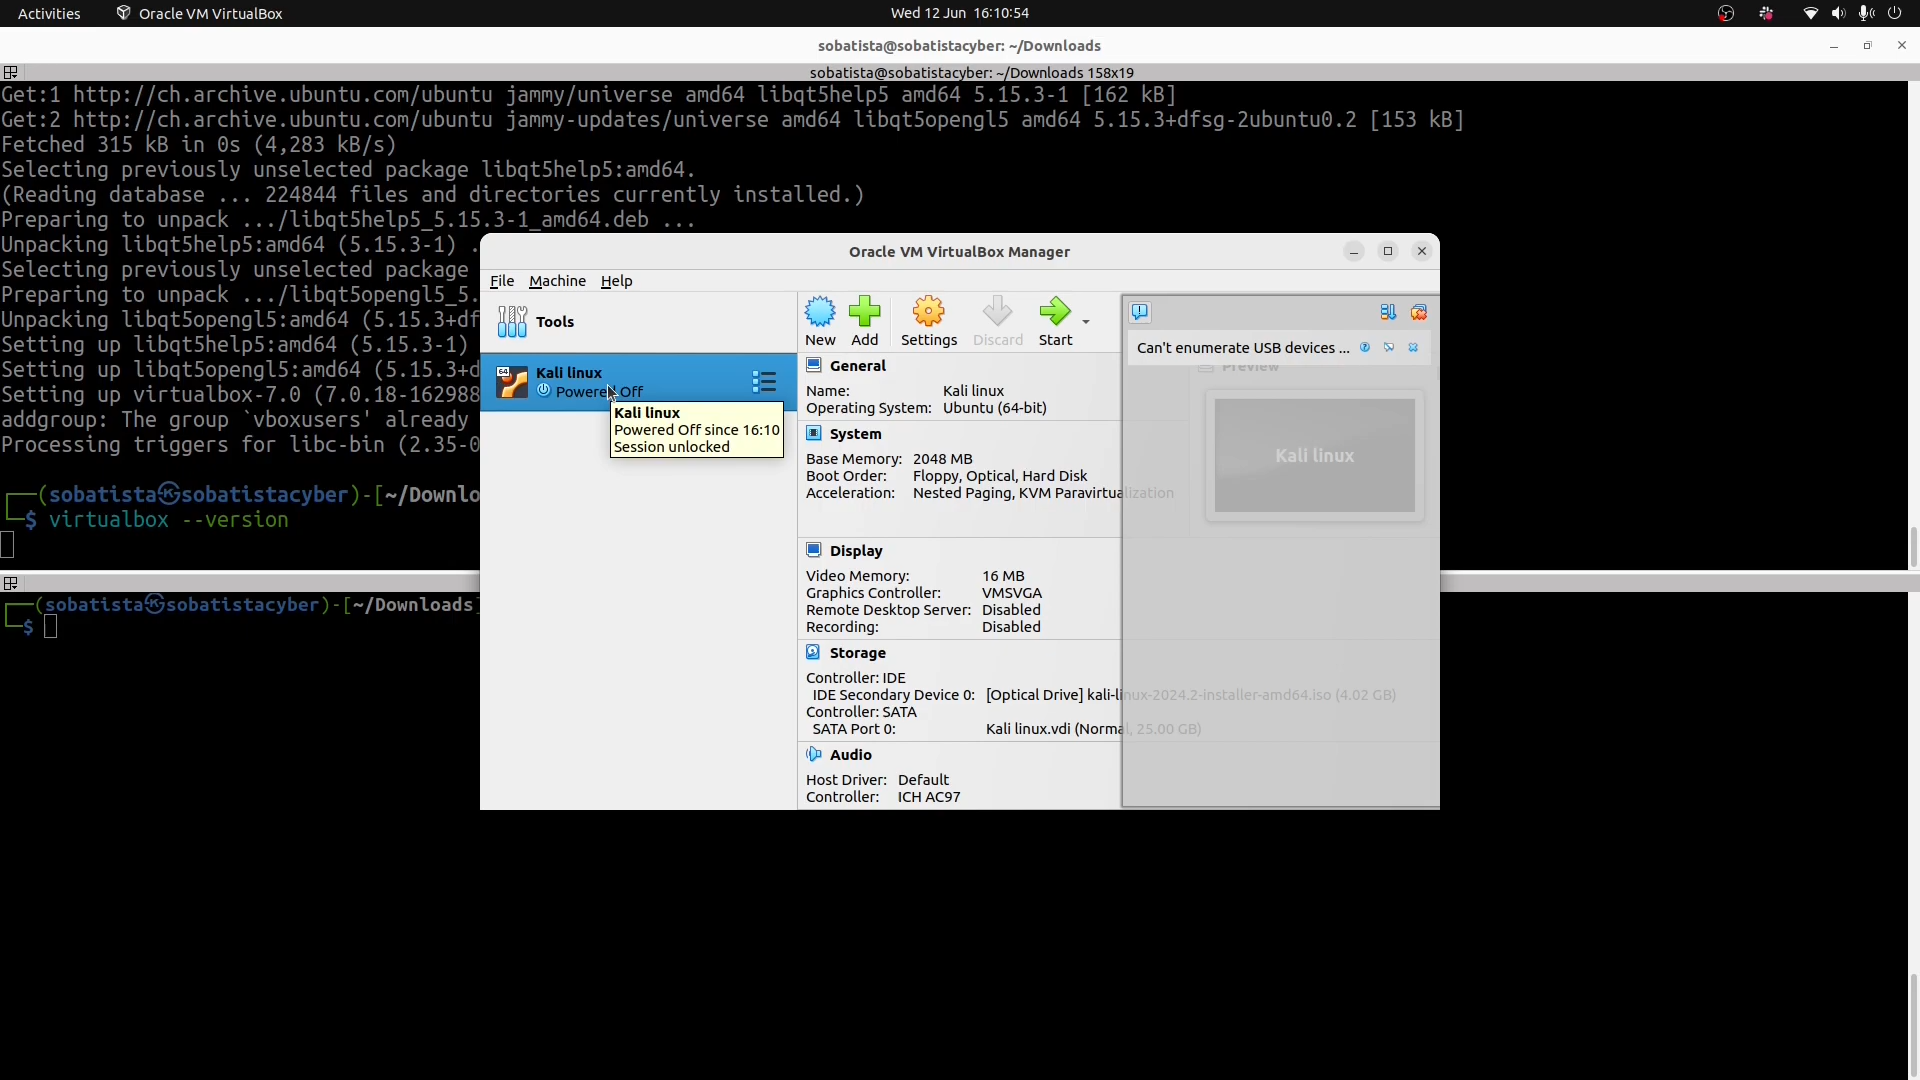 Activities
Oracle VM VirtualBox
Wed 12 Jun 16:10:54
sobatista@sobatistacyber: ~/Downloads
sobatista@sobatistacyber: ~/Downloads 158x19
Get:1 http://ch.archive.ubuntu.com/ubuntu jammy/universe amd64 libqt5help5 amd64 5.15.3-1 [162 kB]
Get:2 http://ch.archive.ubuntu.com/ubuntu jammy-updates/universe amd64 libqt5opengl5 amd64 5.15.3+dfsg-2ubuntu0.2 [153 kB]
Fetched 315 kB in 0s (4,283 kB/s)
Selecting previously unselected package libqt5help5:amd64.
(Reading database ... 224844 files and directories currently installed.)
Preparing to unpack .../libqt5help5_5.15.3-1_amd64.deb ...
Unpacking libqt5help5:amd64 (5.15.3-1) .
Selecting previously unselected package
Preparing to unpack .../libqt5opengl5_5.
Unpacking libqt5opengl5:amd64 (5.15.3+df
Setting up libqt5help5:amd64 (5.15.3-1)
Setting up libqt5opengl5:amd64 (5.15.3+d
Setting up virtualbox-7.0 (7.0.18-162988
addgroup: The group `vboxusers' already
Processing triggers for libc-bin (2.35-0
┌──(sobatista㉿sobatistacyber)-[~/Downlo
└─$ virtualbox --version
┌──(sobatista㉿sobatistacyber)-[~/Downloads]
└─$
Oracle VM VirtualBox Manager
File Machine Help
Tools
64
Kali linux
Powered Off
Kali linux
Powered Off since 16:10
Session unlocked
New Add Settings Discard Start
Can't enumerate USB devices ...
General
Name: Kali linux
Operating System: Ubuntu (64-bit)
System
Base Memory: 2048 MB
Boot Order: Floppy, Optical, Hard Disk
Acceleration: Nested Paging, KVM Paravirtualization
Preview
Kali linux
Display
Video Memory: 16 MB
Graphics Controller: VMSVGA
Remote Desktop Server: Disabled
Recording: Disabled
Storage
Controller: IDE
IDE Secondary Device 0: [Optical Drive] kali-linux-2024.2-installer-amd64.iso (4.02 GB)
Controller: SATA
SATA Port 0: Kali linux.vdi (Normal, 25.00 GB)
Audio
Host Driver: Default
Controller: ICH AC97